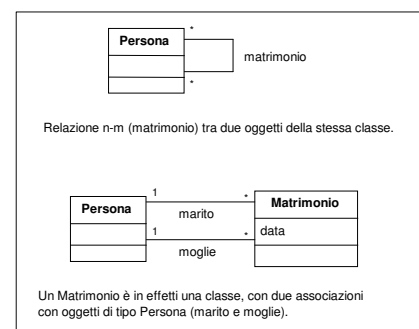 *
Persona
matrimonio
*
Relazione n-m (matrimonio) tra due oggetti della stessa classe.
1 *
Persona marito Matrimonio
1 * data
moglie
Un Matrimonio è in effetti una classe, con due associazioni
con oggetti di tipo Persona (marito e moglie).